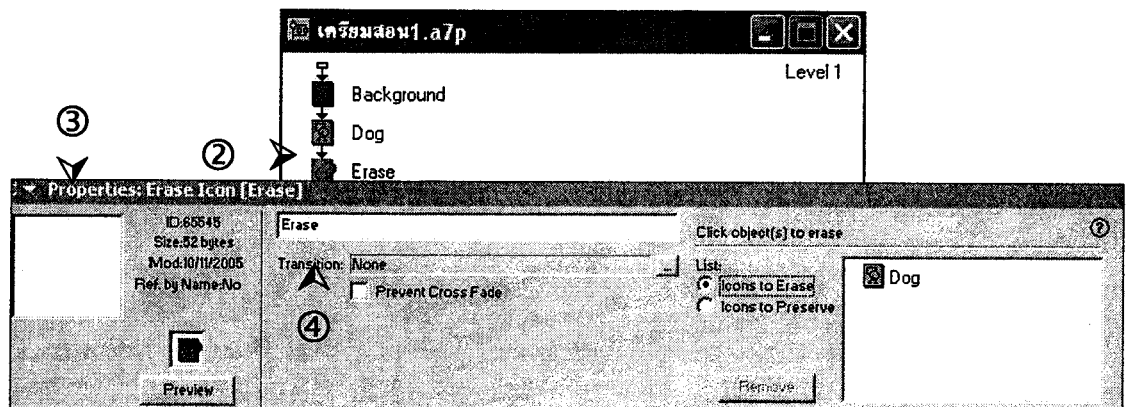 เตรียมสอน1.a7p
Level 1
Background
③
Dog
②
Erase
Properties: Erase Icon [Erase]
ID:65545
Size:52 bytes
Mod:10/11/2005
Ref. by Name:No
Preview
Erase
Transition: None
..
Prevent Cross Fade
④
Click object(s) to erase
?
List:
Icons to Erase
Icons to Preserve
Remove
Dog